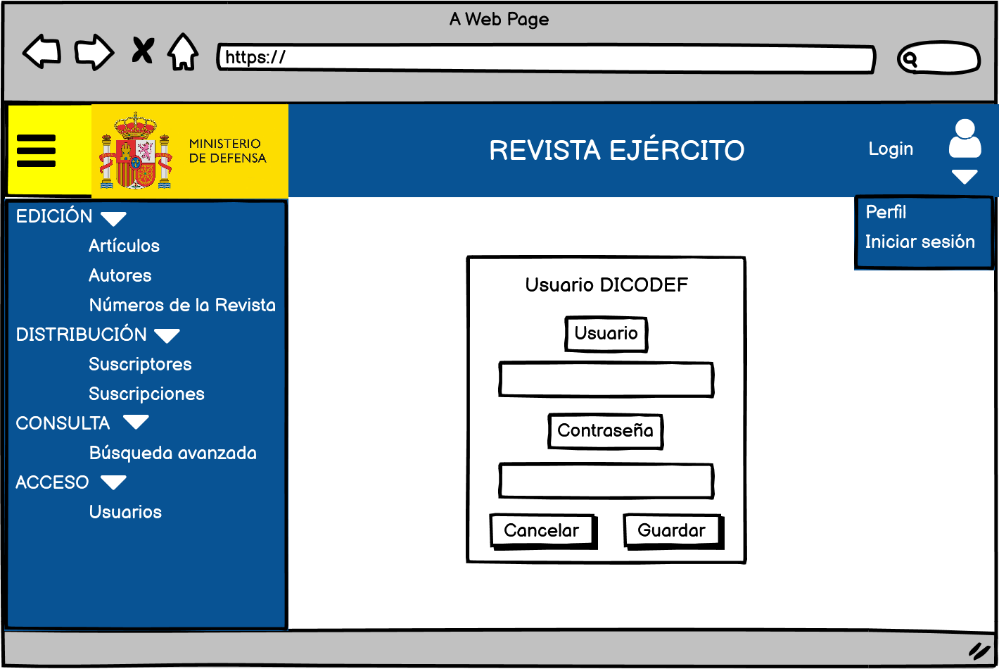 A Web Page
https://
MINISTERIO
DE DEFENSA
REVISTA EJÉRCITO
Login
Perfil
Iniciar sesión
EDICIÓN
Artículos
Autores
Números de la Revista
DISTRIBUCIÓN
Suscriptores
Suscripciones
CONSULTA
Búsqueda avanzada
ACCESO
Usuarios
Usuario DICODEF
Usuario
Contraseña
Cancelar
Guardar